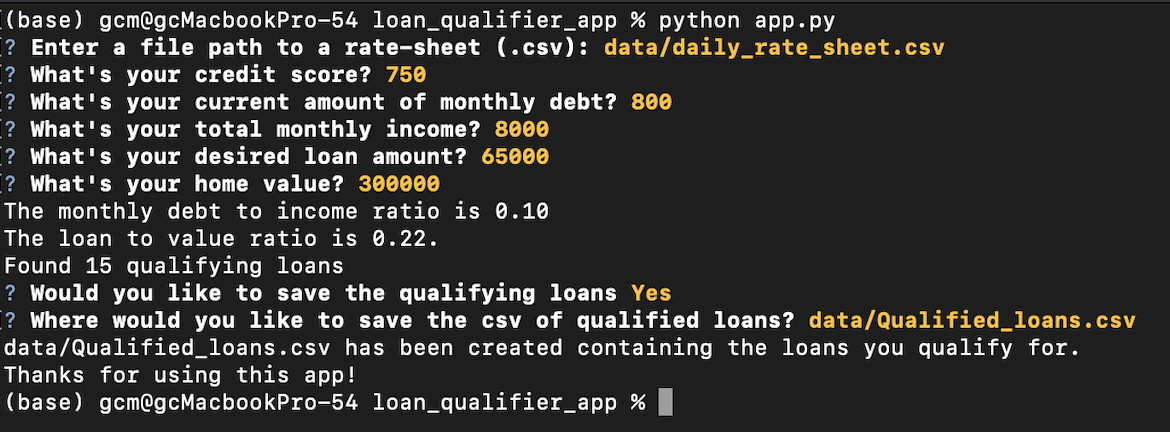 (base) gcm@gcMacbookPro-54 loan_qualifier_app % python app.py
? Enter a file path to a rate-sheet (.csv): data/daily_rate_sheet.csv
? What's your credit score? 750
? What's your current amount of monthly debt? 800
? What's your total monthly income? 8000
? What's your desired loan amount? 65000
? What's your home value? 300000
The monthly debt to income ratio is 0.10
The loan to value ratio is 0.22.
Found 15 qualifying loans
? Would you like to save the qualifying loans Yes
? Where would you like to save the csv of qualified loans? data/Qualified_loans.csv
data/Qualified_loans.csv has been created containing the loans you qualify for.
Thanks for using this app!
(base) gcm@gcMacbookPro-54 loan_qualifier_app %